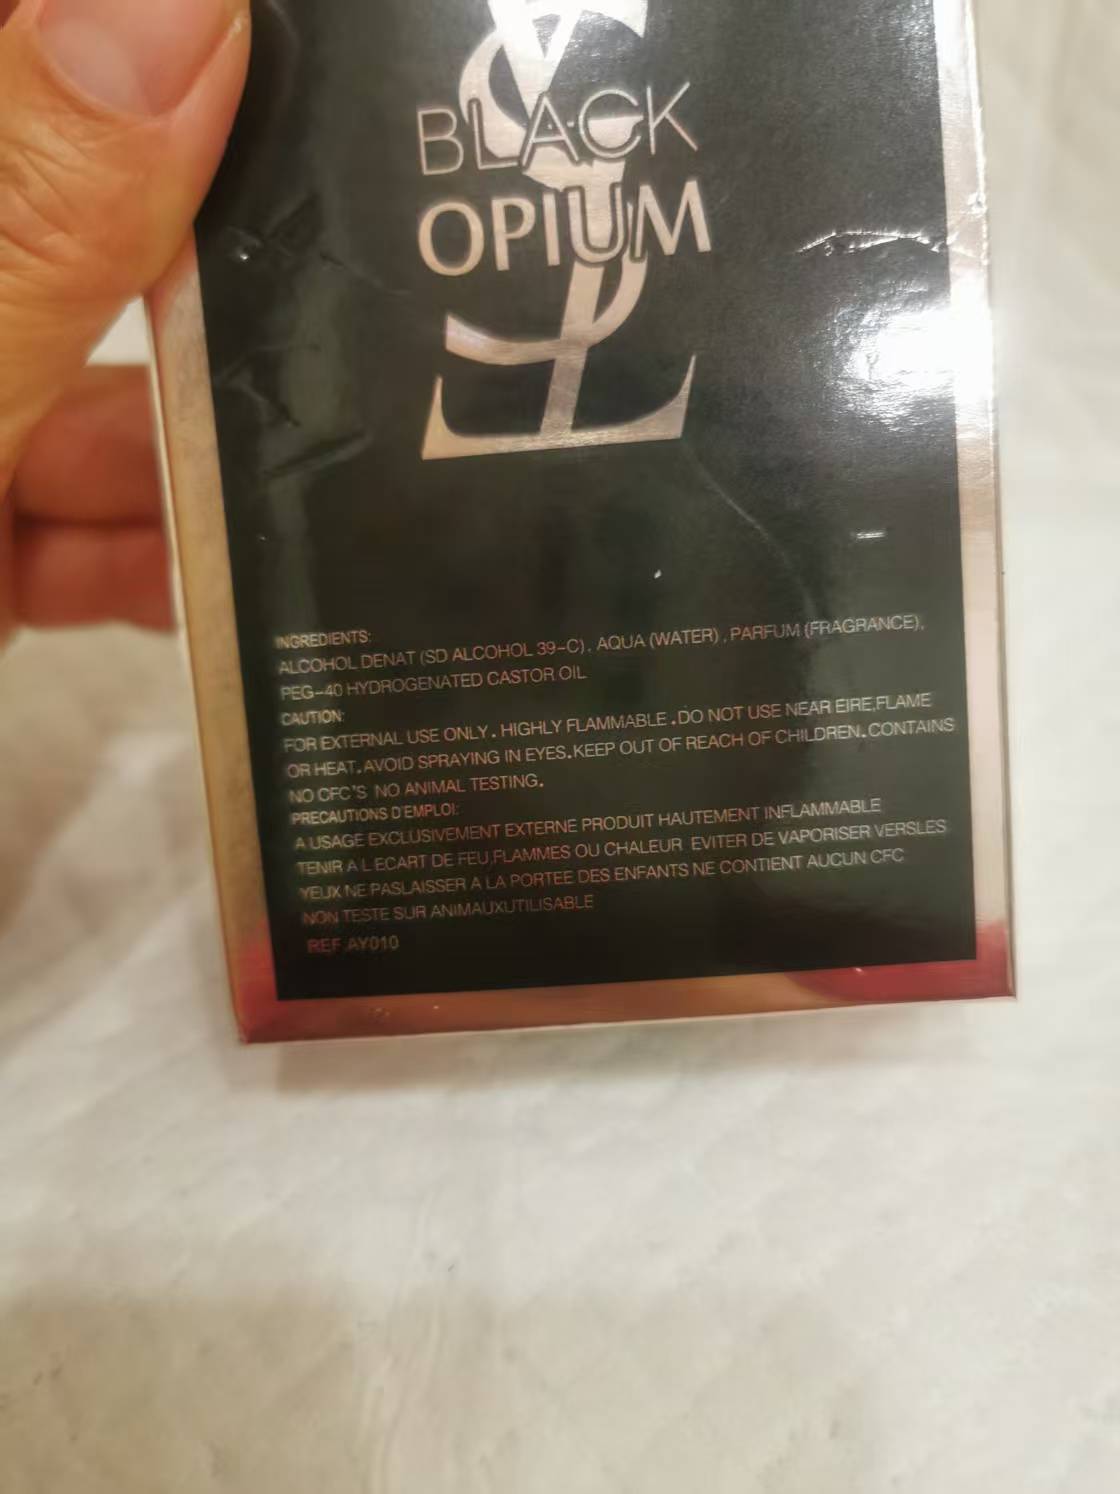 BLACK
OPIUM
INGREDIENTS:
ALCOHOL DENAT (SD ALCOHOL 39-C), AQUA (WATER), PARFUM (FRAGRANCE),
PEG-40 HYDROGENATED CASTOR OIL
CAUTION:
FOR EXTERNAL USE ONLY. HIGHLY FLAMMABLE.DO NOT USE NEAR EIRE,FLAME
OR HEAT.AVOID SPRAYING IN EYES.KEEP OUT OF REACH OF CHILDREN.CONTAINS
NO CFC'S NO ANIMAL TESTING.
PRECAUTIONS D'EMPLOI:
A USAGE EXCLUSIVEMENT EXTERNE PRODUIT HAUTEMENT INFLAMMABLE
TENIR A L ECART DE FEU,FLAMMES OU CHALEUR EVITER DE VAPORISER VERSLES
YEUX NE PASLAISSER A LA PORTEE DES ENFANTS NE CONTIENT AUCUN CFC
NON TESTE SUR ANIMAUXUTILISABLE
REF.AY010